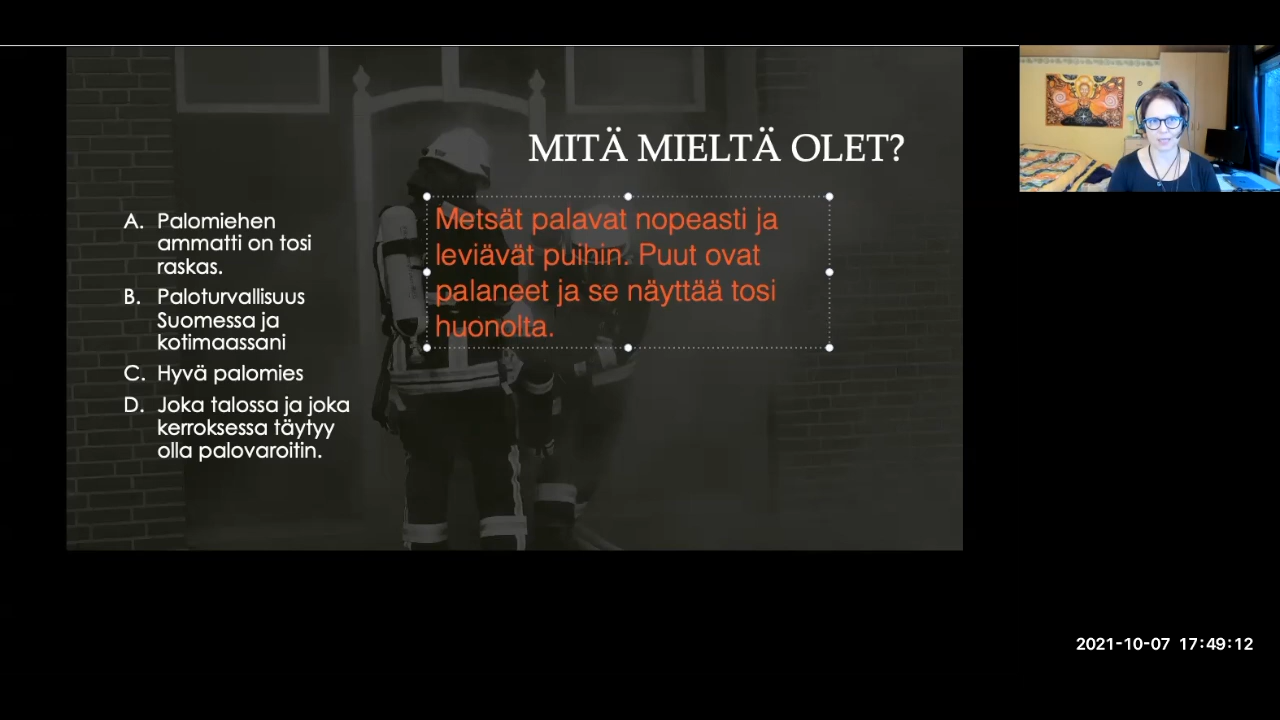 MITÄ MIELTÄ OLET?
A. Palomiehen
ammatti on tosi
raskas.
B. Paloturvallisuus
Suomessa ja
kotimaassani
C. Hyvä palomies
D. Joka talossa ja joka
kerroksessa täytyy
olla palovaroitin.
Metsät palavat nopeasti ja
leviävät puihin. Puut ovat
palaneet ja se näyttää tosi
huonolta.
2021-10-07 17:49:12